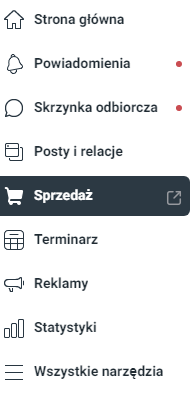 Strona główna
Powiadomienia
Skrzynka odbiorcza
Posty i relacje
Sprzedaż
Terminarz
Reklamy
Statystyki
Wszystkie narzędzia